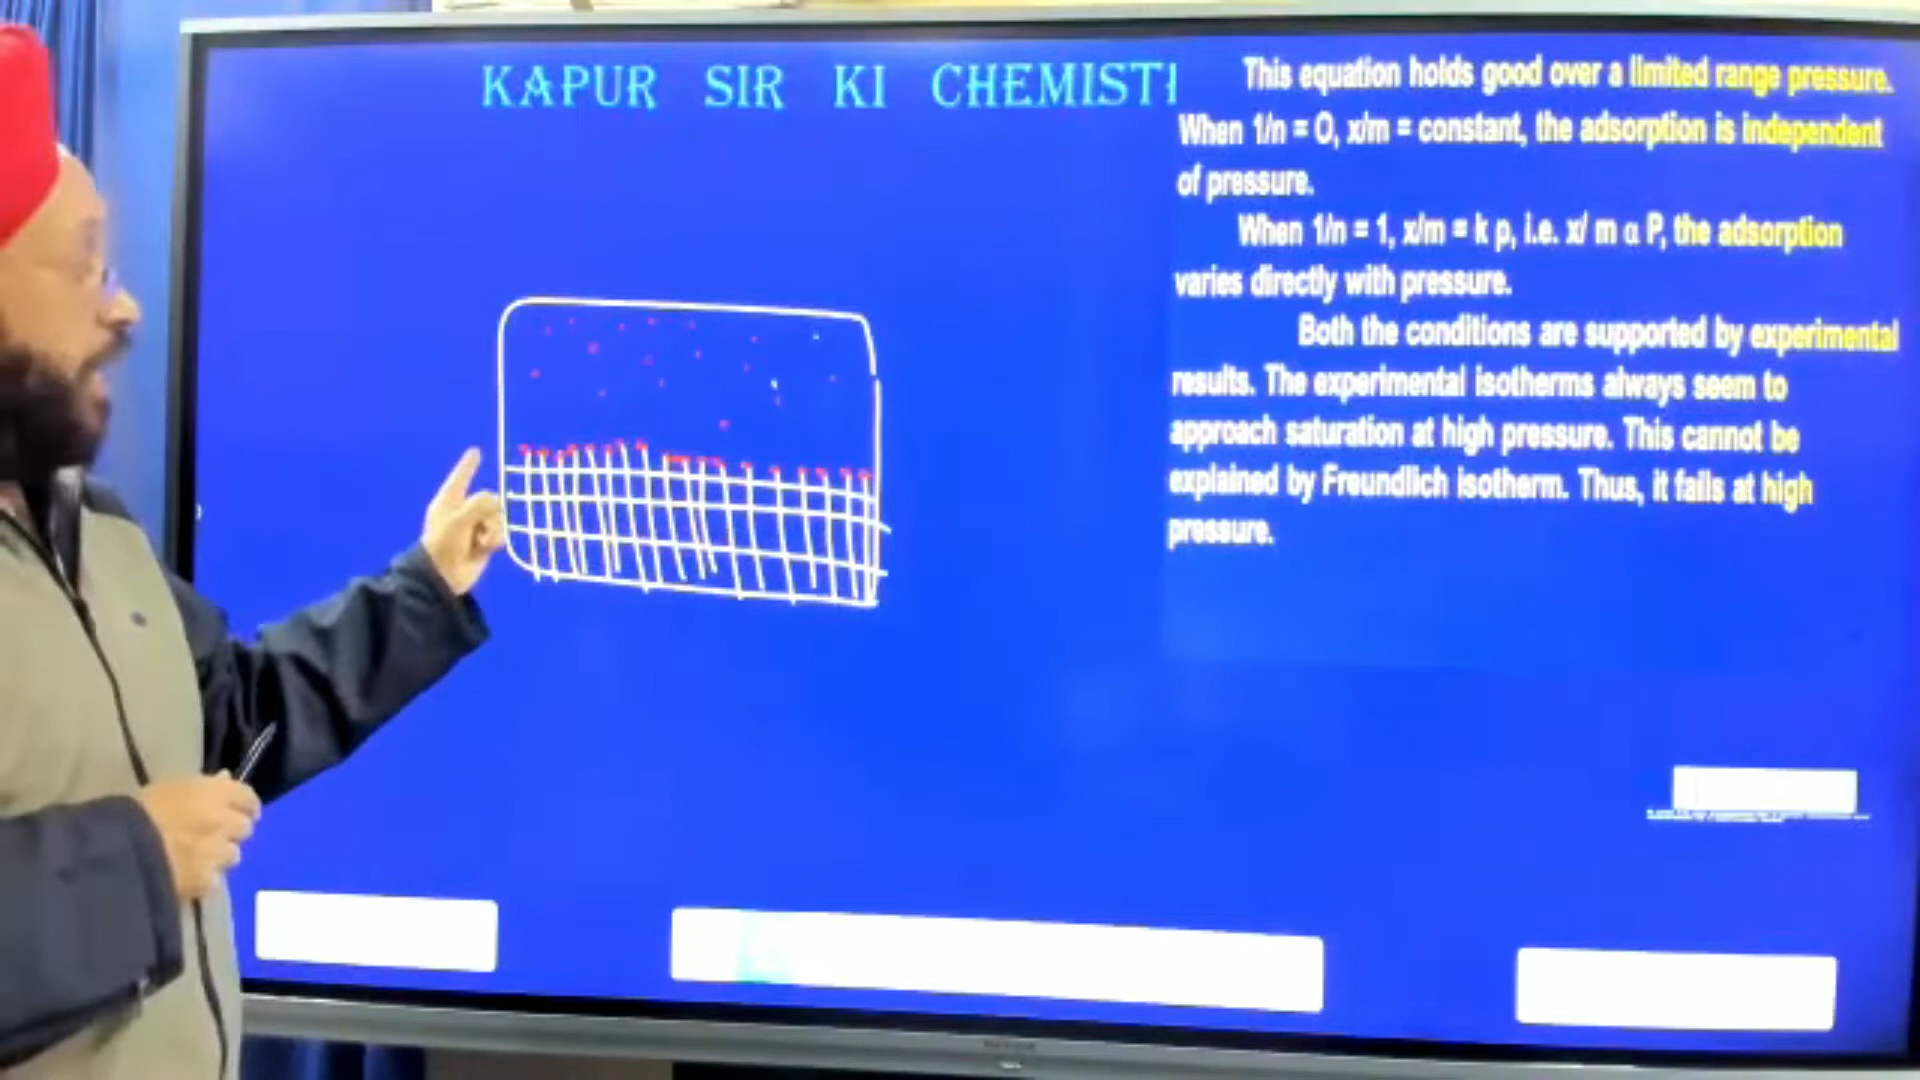 KAPUR SIR KI CHEMIST
This equation holds good over a limited range pressure.
When 1/n = O, x/m = constant, the adsorption is independent
of pressure.
When 1/n = 1, x/m = k p, i.e. x/ m α P, the adsorption
varies directly with pressure.
Both the conditions are supported by experimental
results. The experimental isotherms always seem to
approach saturation at high pressure. This cannot be
explained by Freundlich isotherm. Thus, it fails at high
pressure.